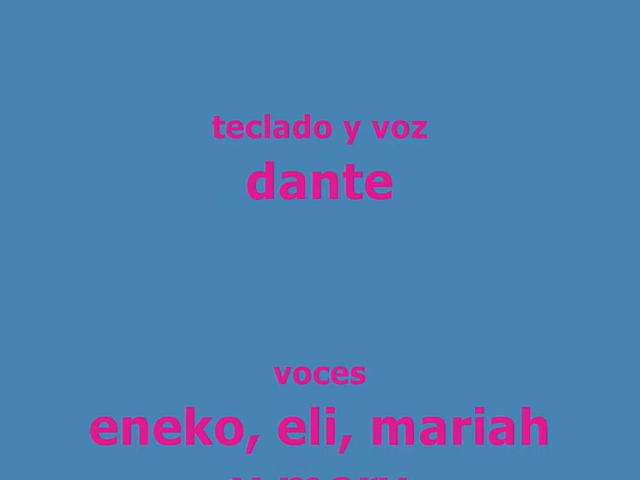 teclado y voz
dante
voces
eneko, eli, mariah